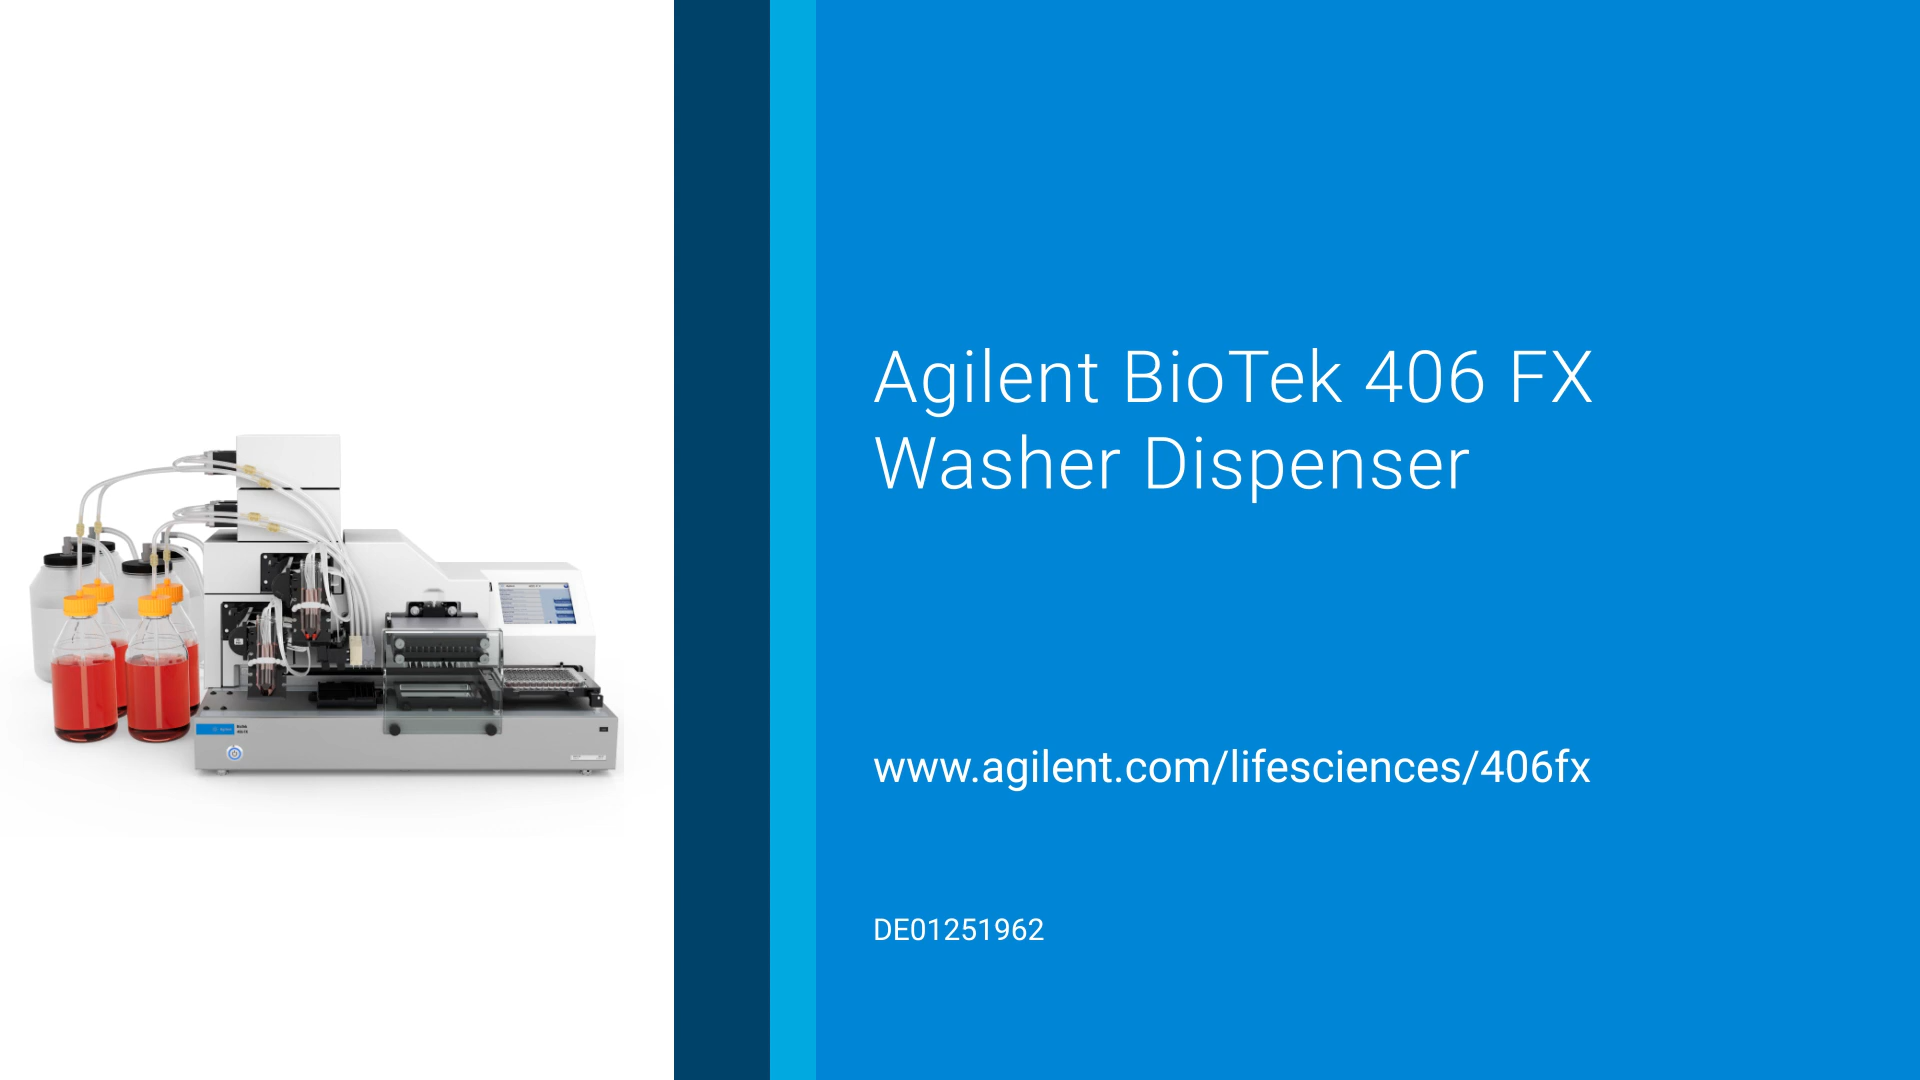 Agilent BioTek 406 FX
Washer Dispenser
www.agilent.com/lifesciences/406fx
DE01251962